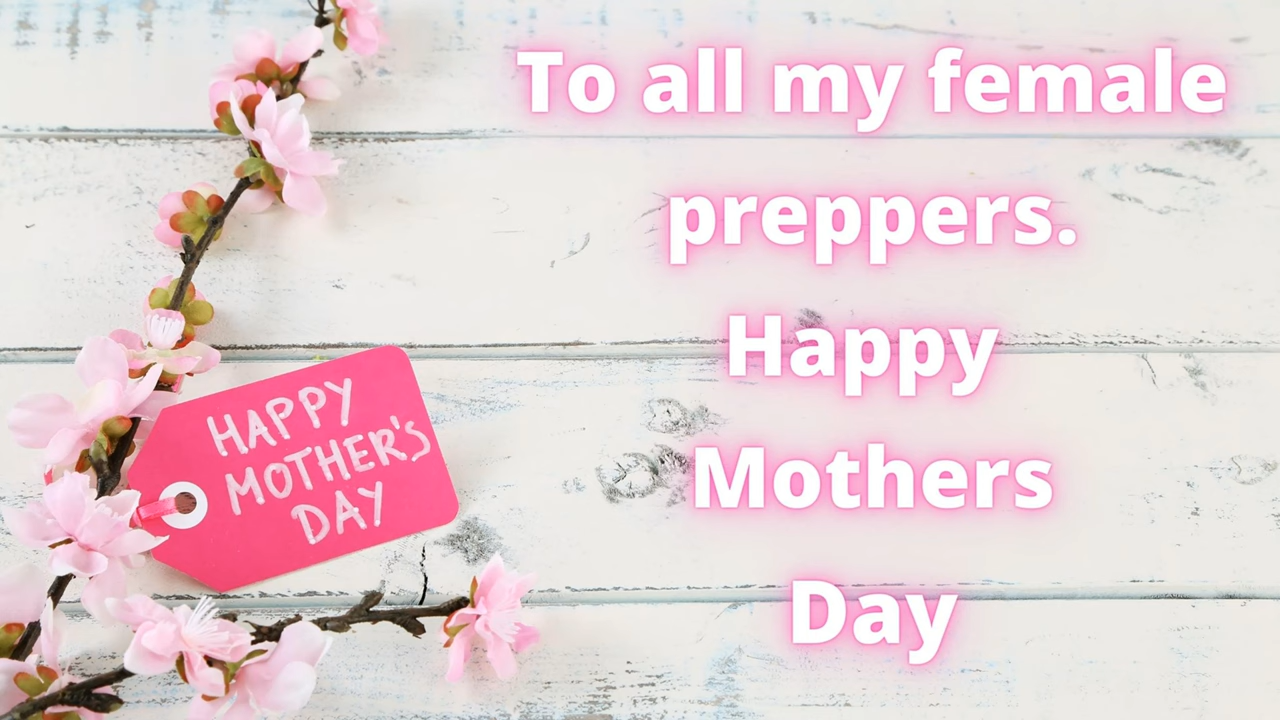 HAPPY
MOTHER'S
DAY
To all my female
preppers.
Happy
Mothers
Day